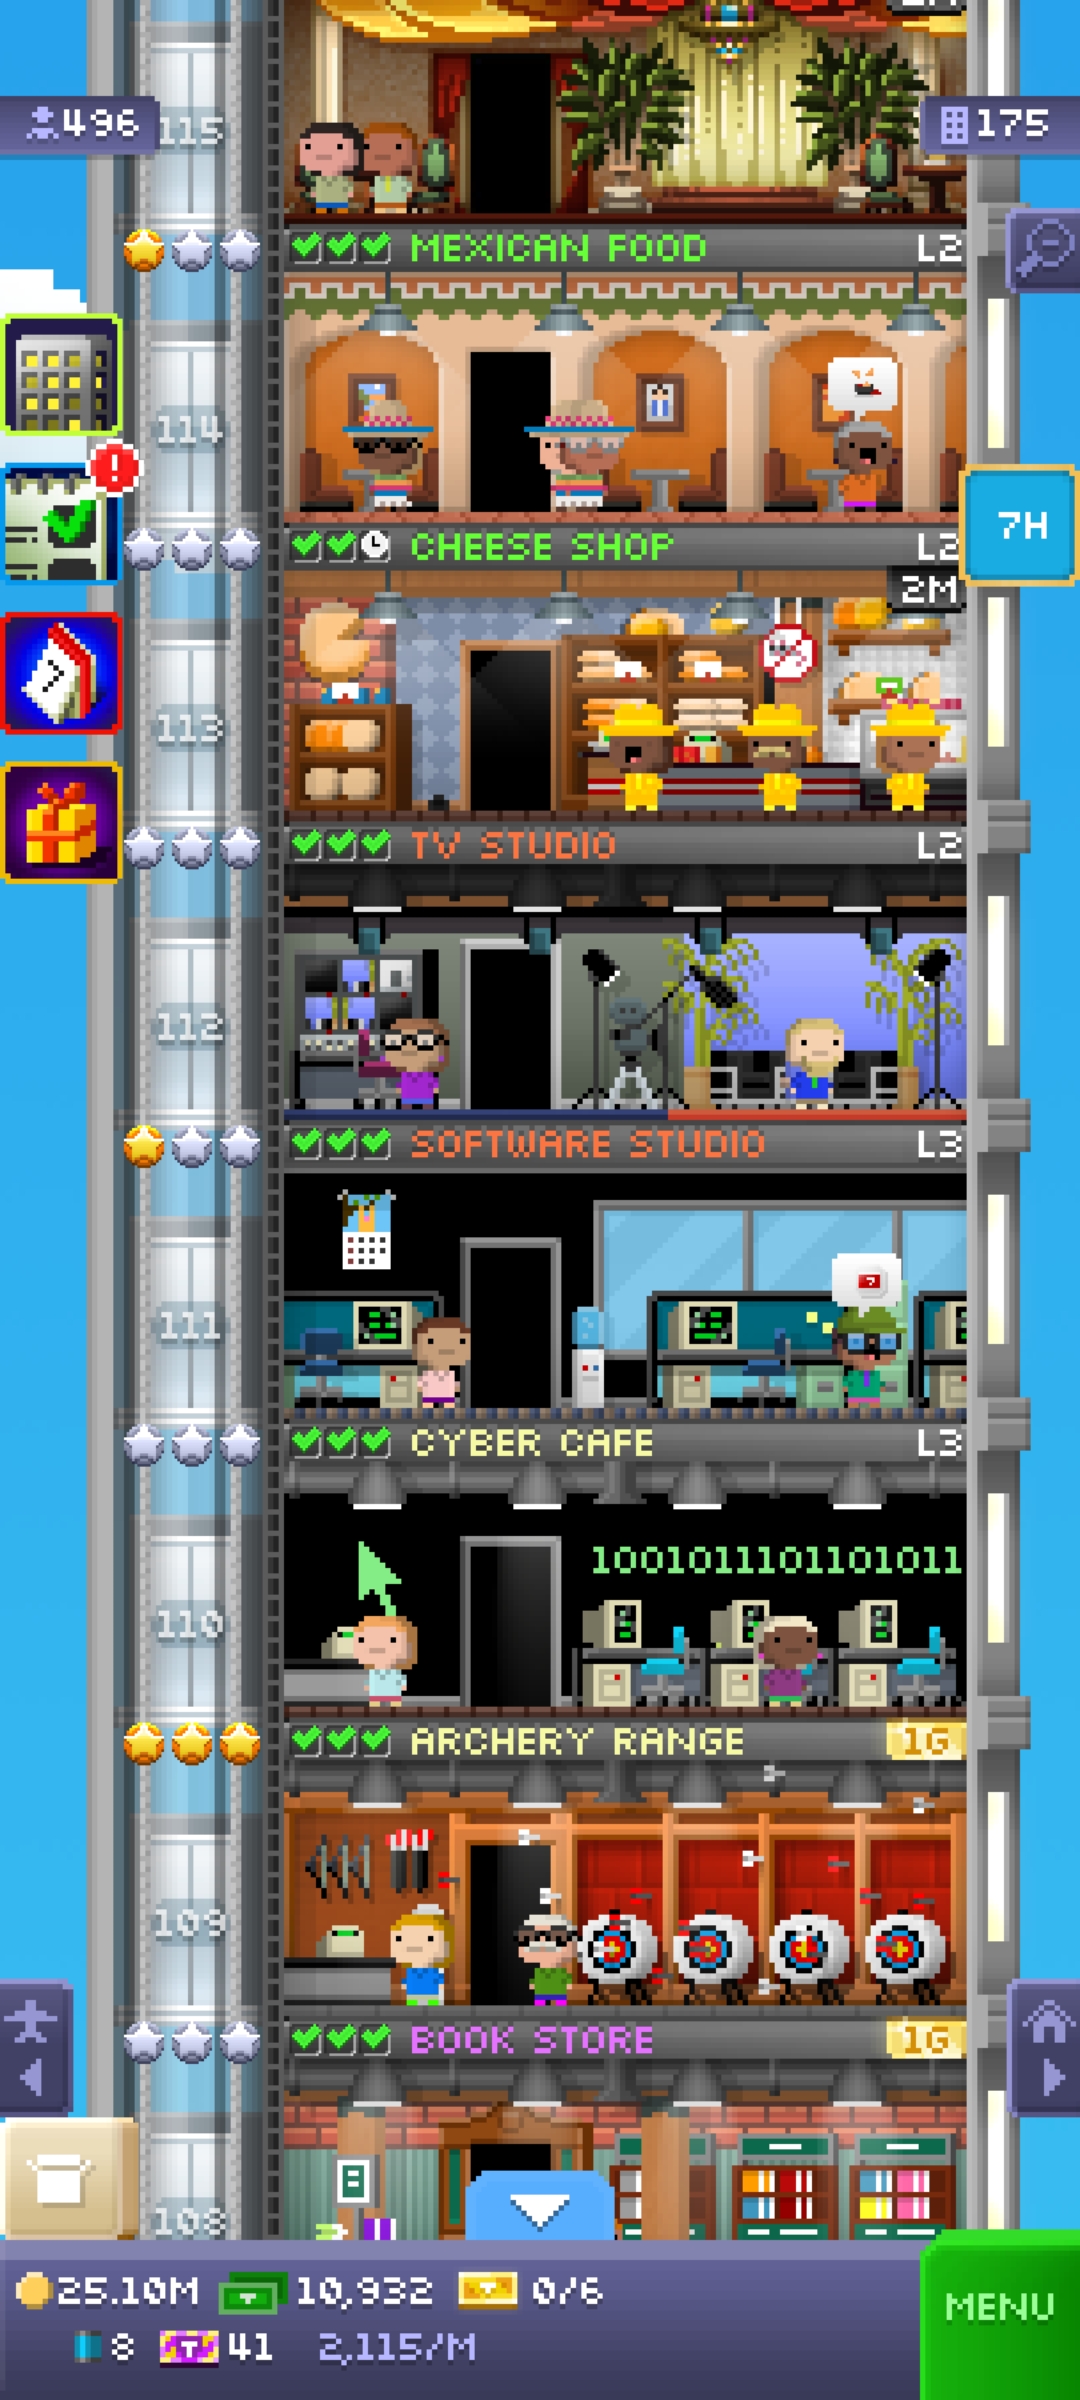 496
115
175
MEXICAN FOOD L2
114
7H
CHEESE SHOP L2
2M
113
TV STUDIO L2
112
SOFTWARE STUDIO L3
111
?
CYBER CAFE L3
1001011101101011
110
ARCHERY RANGE 1G
109
BOOK STORE 1G
108
25.10M 10,932 0/6
MENU
8 T 41 2,115/M